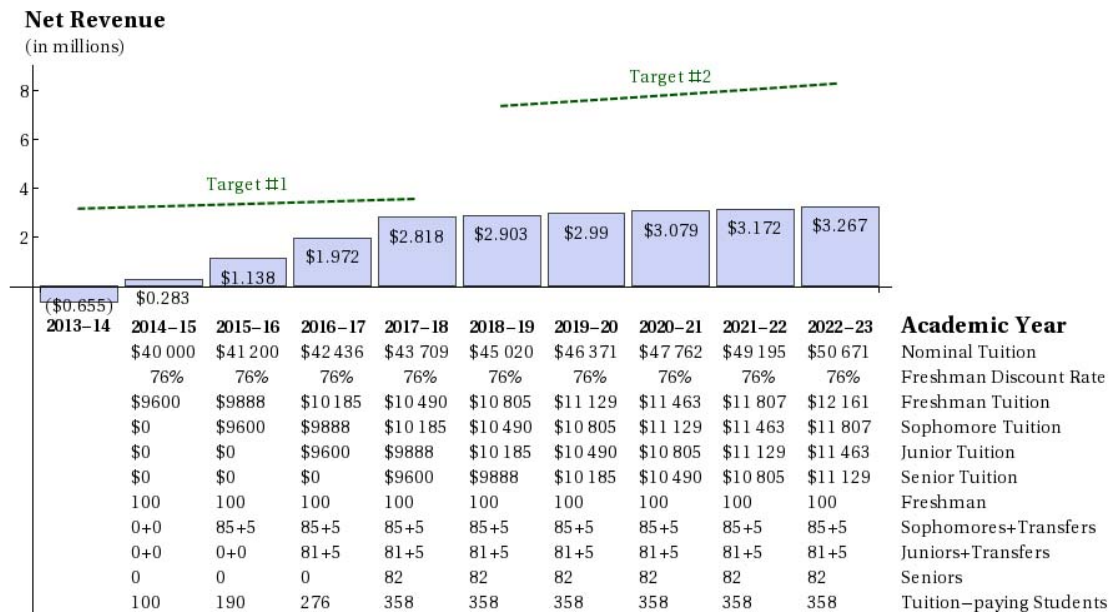 Net Revenue
(in millions)
Target #2
8
6
Target #1
4
2
($0.655) $0.283 $1.138 $1.972 $2.818 $2.903 $2.99 $3.079 $3.172 $3.267
2013–14 2014–15 2015–16 2016–17 2017–18 2018–19 2019–20 2020–21 2021–22 2022–23 Academic Year
$40 000 $41 200 $42 436 $43 709 $45 020 $46 371 $47 762 $49 195 $50 671 Nominal Tuition
76% 76% 76% 76% 76% 76% 76% 76% 76% Freshman Discount Rate
$9600 $9888 $10 185 $10 490 $10 805 $11 129 $11 463 $11 807 $12 161 Freshman Tuition
$0 $9600 $9888 $10 185 $10 490 $10 805 $11 129 $11 463 $11 807 Sophomore Tuition
$0 $0 $9600 $9888 $10 185 $10 490 $10 805 $11 129 $11 463 Junior Tuition
$0 $0 $0 $9600 $9888 $10 185 $10 490 $10 805 $11 129 Senior Tuition
100 100 100 100 100 100 100 100 100 Freshman
0+0 85+5 85+5 85+5 85+5 85+5 85+5 85+5 85+5 Sophomores+Transfers
0+0 0+0 81+5 81+5 81+5 81+5 81+5 81+5 81+5 Juniors+Transfers
0 0 0 82 82 82 82 82 82 Seniors
100 190 276 358 358 358 358 358 358 Tuition–paying Students